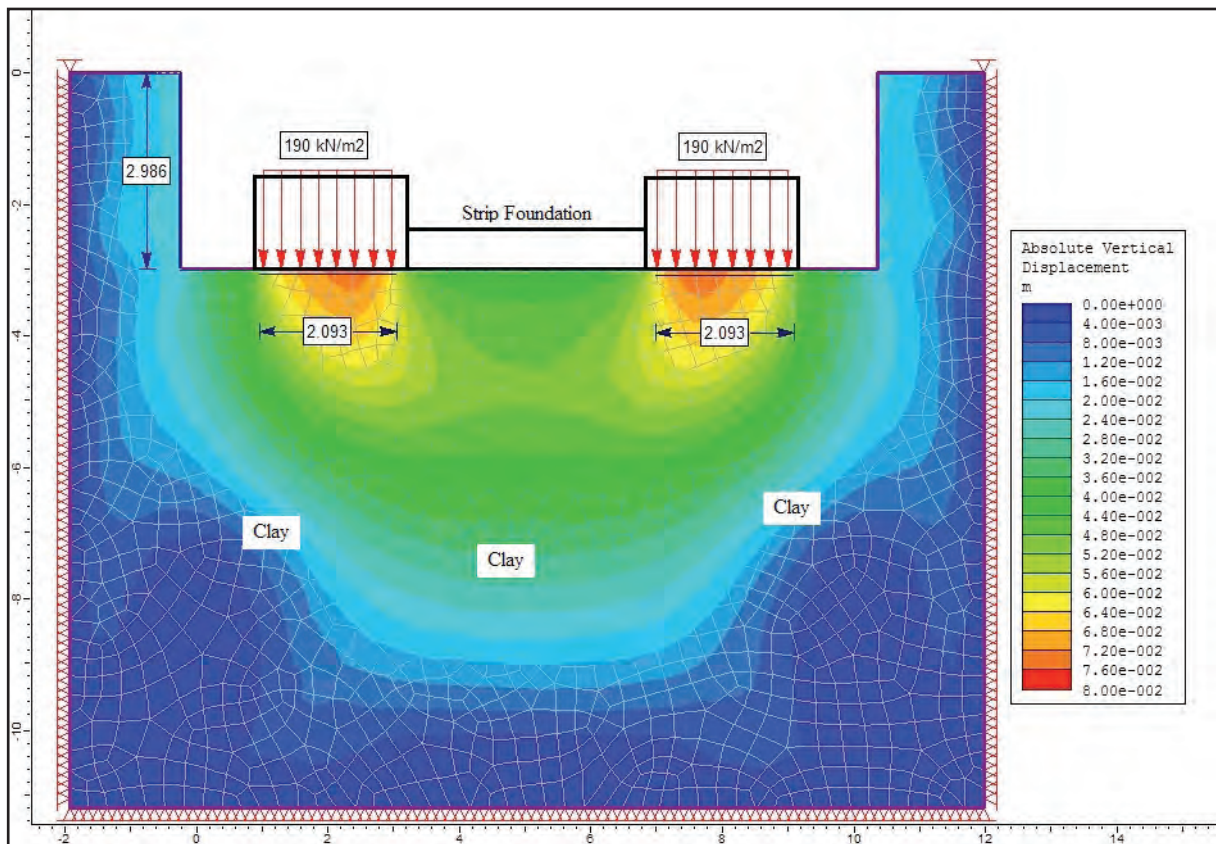 0
-2
-4
-6
-8
-10
2.986
190 kN/m2
190 kN/m2
Strip Foundation
2.093
2.093
Clay
Clay
Clay
Absolute Vertical
Displacement
m
0.00e+000
4.00e-003
8.00e-003
1.20e-002
1.60e-002
2.00e-002
2.40e-002
2.80e-002
3.20e-002
3.60e-002
4.00e-002
4.40e-002
4.80e-002
5.20e-002
5.60e-002
6.00e-002
6.40e-002
6.80e-002
7.20e-002
7.60e-002
8.00e-002
-2 0 2 4 6 8 10 12 14